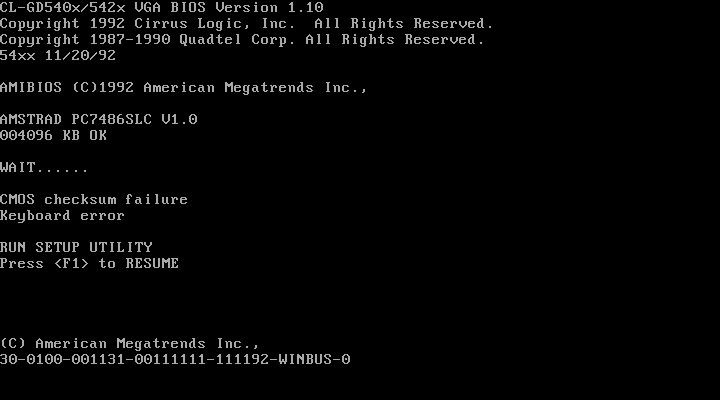 CL-GD540x/542x VGA BIOS Version 1.10
Copyright 1992 Cirrus Logic, Inc.  All Rights Reserved.
Copyright 1987-1990 Quadtel Corp. All Rights Reserved.
54xx 11/20/92
AMIBIOS (C)1992 American Megatrends Inc.,
AMSTRAD PC7486SLC V1.0
004096 KB OK
WAIT......
CMOS checksum failure
Keyboard error
RUN SETUP UTILITY
Press <F1> to RESUME
(C) American Megatrends Inc.,
30-0100-001131-00111111-111192-WINBUS-0